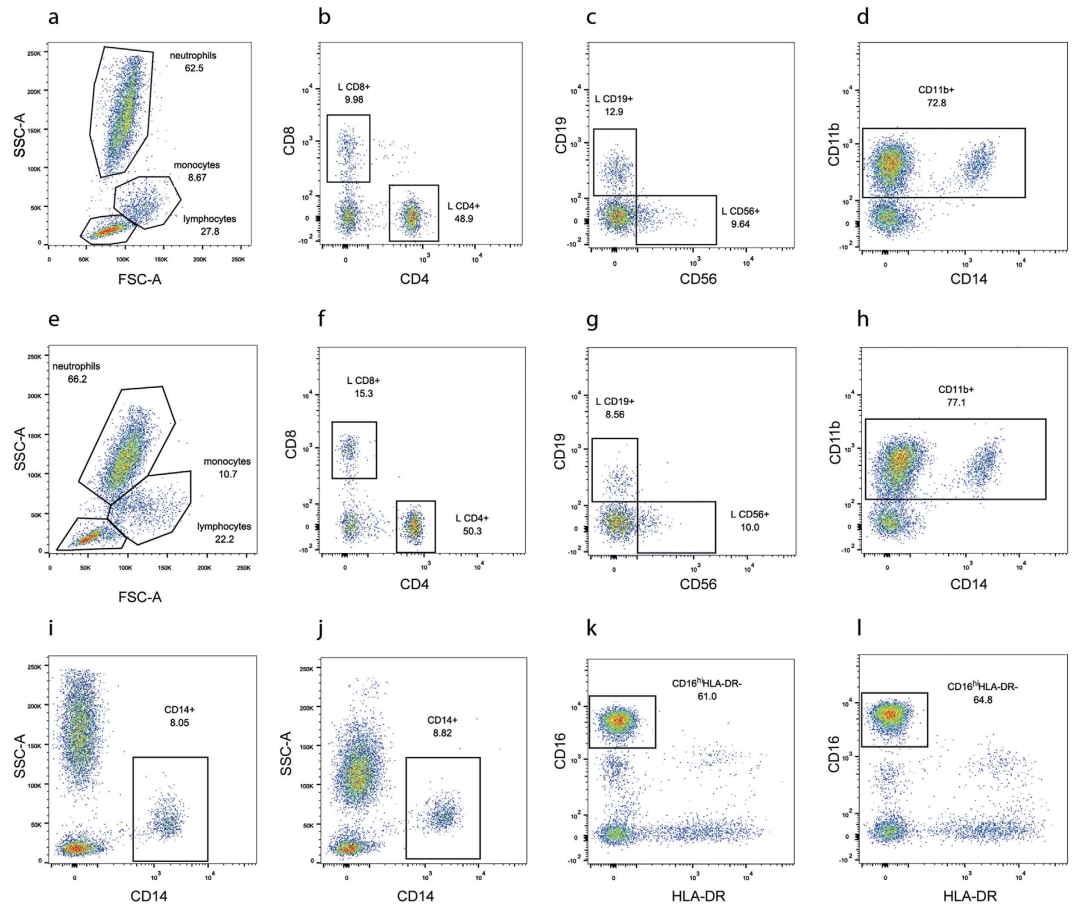 a
neutrophils
62.5
monocytes
8.67
lymphocytes
27.8
250K
200K
150K
100K
50K
0
SSC-A
0 50K 100K 150K 200K 250K
FSC-A
b
L CD8+
9.98
L CD4+
48.9
10^4
10^3
10^2
0
-10^2
CD8
0 10^3 10^4
CD4
c
L CD19+
12.9
L CD56+
9.64
10^4
10^3
10^2
0
-10^2
CD19
0 10^3 10^4
CD56
d
CD11b+
72.8
10^4
10^3
10^2
0
-10^2
CD11b
0 10^3 10^4
CD14
e
neutrophils
66.2
monocytes
10.7
lymphocytes
22.2
250K
200K
150K
100K
50K
0
SSC-A
0 50K 100K 150K 200K 250K
FSC-A
f
L CD8+
15.3
L CD4+
50.3
10^4
10^3
10^2
0
-10^2
CD8
0 10^3 10^4
CD4
g
L CD19+
8.56
L CD56+
10.0
10^4
10^3
10^2
0
-10^2
CD19
0 10^3 10^4
CD56
h
CD11b+
77.1
10^4
10^3
10^2
0
-10^2
CD11b
0 10^3 10^4
CD14
i
CD14+
8.05
250K
200K
150K
100K
50K
0
SSC-A
0 10^3 10^4
CD14
j
CD14+
8.82
250K
200K
150K
100K
50K
0
SSC-A
0 10^3 10^4
CD14
k
CD16^hiHLA-DR-
61.0
10^4
10^3
10^2
0
-10^2
CD16
0 10^3 10^4
HLA-DR
l
CD16^hiHLA-DR-
64.8
10^4
10^3
10^2
0
-10^2
CD16
0 10^3 10^4
HLA-DR